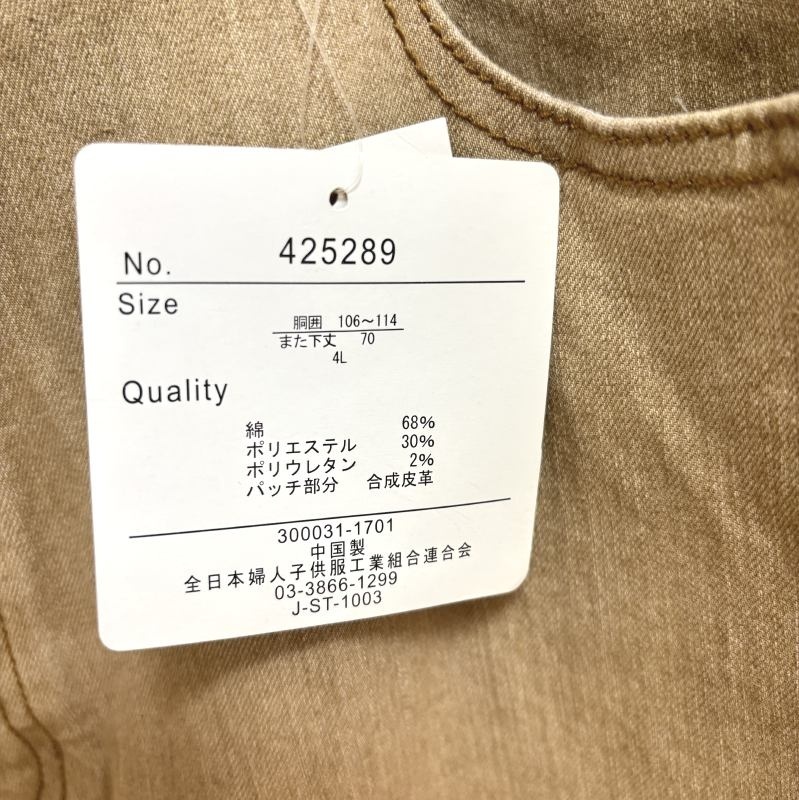 No. 425289
Size
胴囲 106～114
また下丈 70
4L
Quality
綿 68%
ポリエステル 30%
ポリウレタン 2%
パッチ部分 合成皮革
300031-1701
中国製
全日本婦人子供服工業組合連合会
03-3866-1299
J-ST-1003